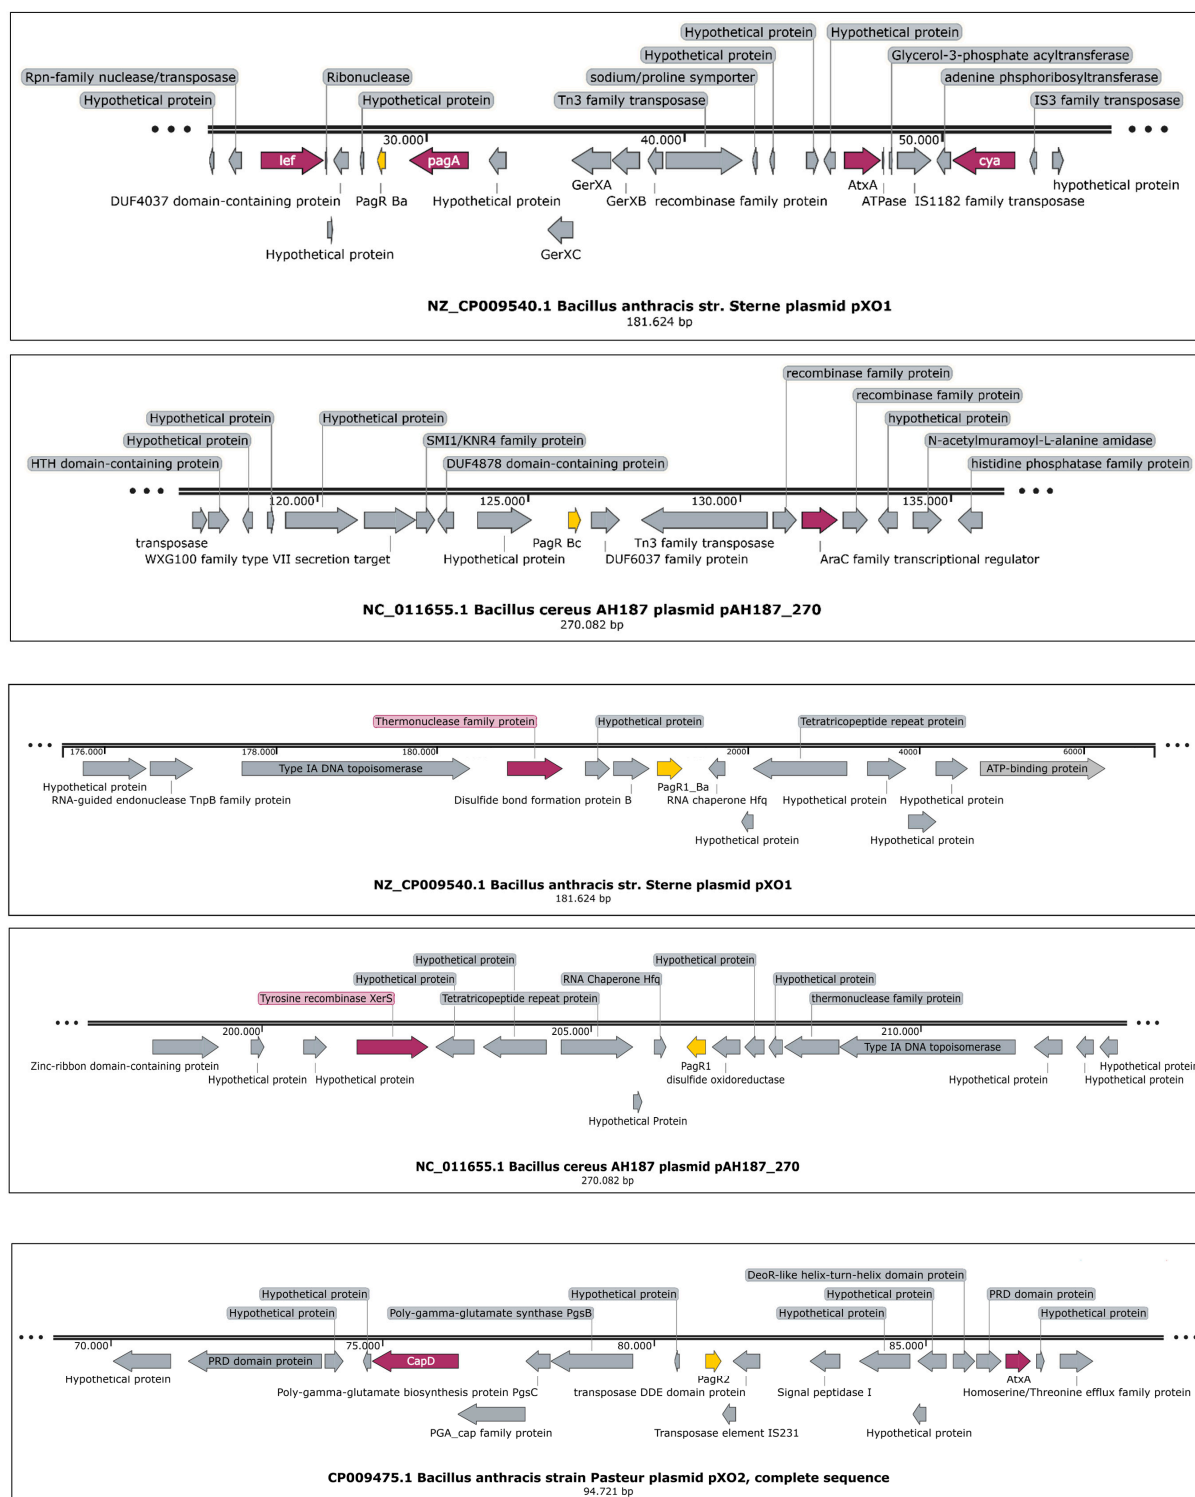 Hypothetical protein Hypothetical protein
Hypothetical protein Glycerol-3-phosphate acyltransferase
Rpn-family nuclease/transposase Ribonuclease sodium/proline symporter adenine phsphoribosyltransferase
Hypothetical protein Hypothetical protein Tn3 family transposase IS3 family transposase
30.000 40.000 50.000
lef pagA cya
GerXA AtxA hypothetical protein
DUF4037 domain-containing protein PagR Ba Hypothetical protein GerXB recombinase family protein ATPase IS1182 family transposase
Hypothetical protein GerXC
NZ_CP009540.1 Bacillus anthracis str. Sterne plasmid pXO1
181.624 bp
recombinase family protein
recombinase family protein
Hypothetical protein Hypothetical protein hypothetical protein
Hypothetical protein SMI1/KNR4 family protein N-acetylmuramoyl-L-alanine amidase
HTH domain-containing protein DUF4878 domain-containing protein histidine phosphatase family protein
120.000 125.000 130.000 135.000
transposase PagR Bc Tn3 family transposase
WXG100 family type VII secretion target Hypothetical protein DUF6037 family protein AraC family transcriptional regulator
NC_011655.1 Bacillus cereus AH187 plasmid pAH187_270
270.082 bp
Thermonuclease family protein Hypothetical protein Tetratricopeptide repeat protein
176.000 178.000 180.000 2000 4000 6000
Type IA DNA topoisomerase ATP-binding protein
Hypothetical protein PagR1_Ba
RNA-guided endonuclease TnpB family protein Disulfide bond formation protein B RNA chaperone Hfq Hypothetical protein Hypothetical protein
Hypothetical protein Hypothetical protein
NZ_CP009540.1 Bacillus anthracis str. Sterne plasmid pXO1
181.624 bp
Hypothetical protein Hypothetical protein
Hypothetical protein RNA Chaperone Hfq Hypothetical protein
Tyrosine recombinase XerS Tetratricopeptide repeat protein thermonuclease family protein
200.000 205.000 210.000
Type IA DNA topoisomerase
Zinc-ribbon domain-containing protein PagR1 Hypothetical protein
Hypothetical protein Hypothetical protein disulfide oxidoreductase Hypothetical protein Hypothetical protein
Hypothetical Protein
NC_011655.1 Bacillus cereus AH187 plasmid pAH187_270
270.082 bp
DeoR-like helix-turn-helix domain protein
Hypothetical protein Hypothetical protein Hypothetical protein PRD domain protein
Hypothetical protein Poly-gamma-glutamate synthase PgsB Hypothetical protein Hypothetical protein
70.000 75.000 80.000 85.000
PRD domain protein CapD
Hypothetical protein PagR2 AtxA
Poly-gamma-glutamate biosynthesis protein PgsC transposase DDE domain protein Signal peptidase I Homoserine/Threonine efflux family protein
PGA_cap family protein Transposase element IS231 Hypothetical protein
CP009475.1 Bacillus anthracis strain Pasteur plasmid pXO2, complete sequence
94.721 bp